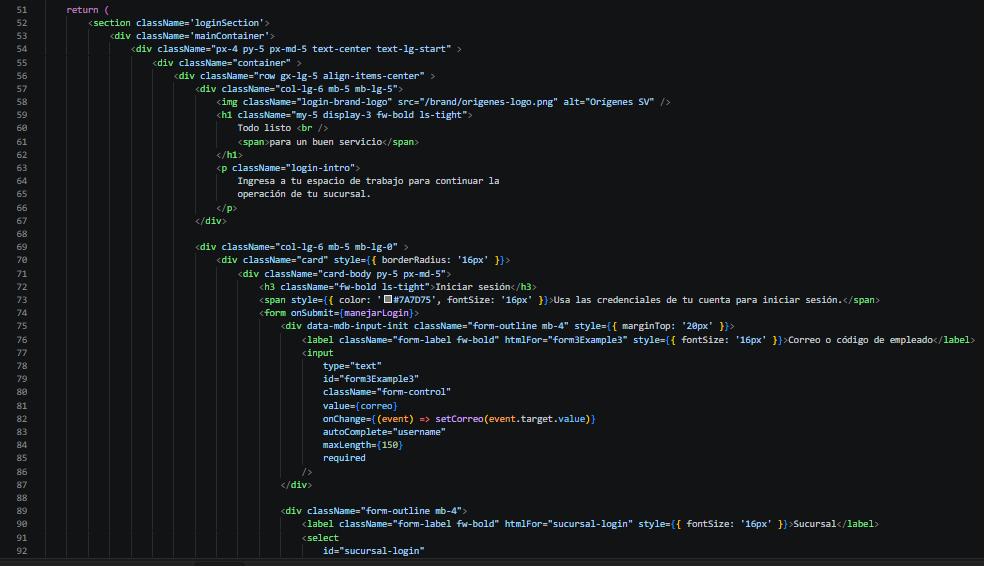 51 return (
52 <section className='loginSection'>
53 <div className='mainContainer'>
54 <div className="px-4 py-5 px-md-5 text-center text-lg-start" >
55 <div className="container" >
56 <div className="row gx-lg-5 align-items-center" >
57 <div className="col-lg-6 mb-5 mb-lg-5">
58 <img className="login-brand-logo" src="/brand/origenes-logo.png" alt="Orígenes SV" />
59 <h1 className="my-5 display-3 fw-bold ls-tight">
60 Todo listo <br />
61 <span>para un buen servicio</span>
62 </h1>
63 <p className="login-intro">
64 Ingresa a tu espacio de trabajo para continuar la
65 operación de tu sucursal.
66 </p>
67 </div>
68
69 <div className="col-lg-6 mb-5 mb-lg-0" >
70 <div className="card" style={{ borderRadius: '16px' }}>
71 <div className="card-body py-5 px-md-5">
72 <h3 className="fw-bold ls-tight">Iniciar sesión</h3>
73 <span style={{ color: '#7A7D75', fontSize: '16px' }}>Usa las credenciales de tu cuenta para iniciar sesión.</span>
74 <form onSubmit={manejarLogin}>
75 <div data-mdb-input-init className="form-outline mb-4" style={{ marginTop: '20px' }}>
76 <label className="form-label fw-bold" htmlFor="form3Example3" style={{ fontSize: '16px' }}>Correo o código de empleado</label>
77 <input
78 type="text"
79 id="form3Example3"
80 className="form-control"
81 value={correo}
82 onChange={(event) => setCorreo(event.target.value)}
83 autoComplete="username"
84 maxLength={150}
85 required
86 />
87 </div>
88
89 <div className="form-outline mb-4">
90 <label className="form-label fw-bold" htmlFor="sucursal-login" style={{ fontSize: '16px' }}>Sucursal</label>
91 <select
92 id="sucursal-login"